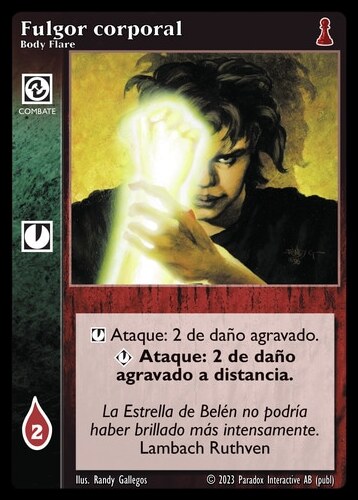 Fulgor corporal
Body Flare
COMBATE
Ataque: 2 de daño agravado.
Ataque: 2 de daño
agravado a distancia.
La Estrella de Belén no podría
haber brillado más intensamente.
Lambach Ruthven
2
Ilus. Randy Gallegos © 2023 Paradox Interactive AB (publ)